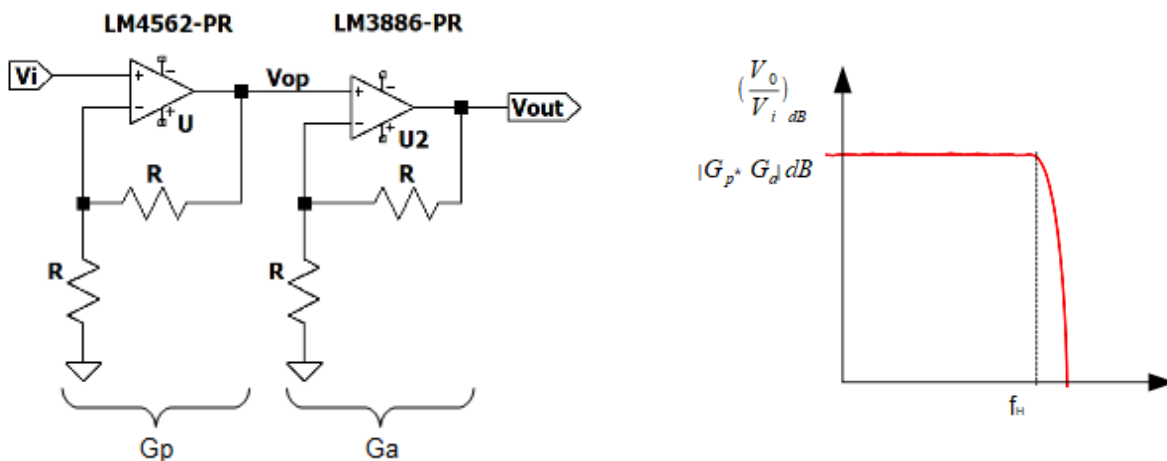 LM4562-PR
LM3886-PR
Vi
+
−
+
U
Vop
+
−
−
+
U2
Vout
R
R
R
R
Gp
Ga
(V0/Vi)dB
|Gp* Ga| dB
fH